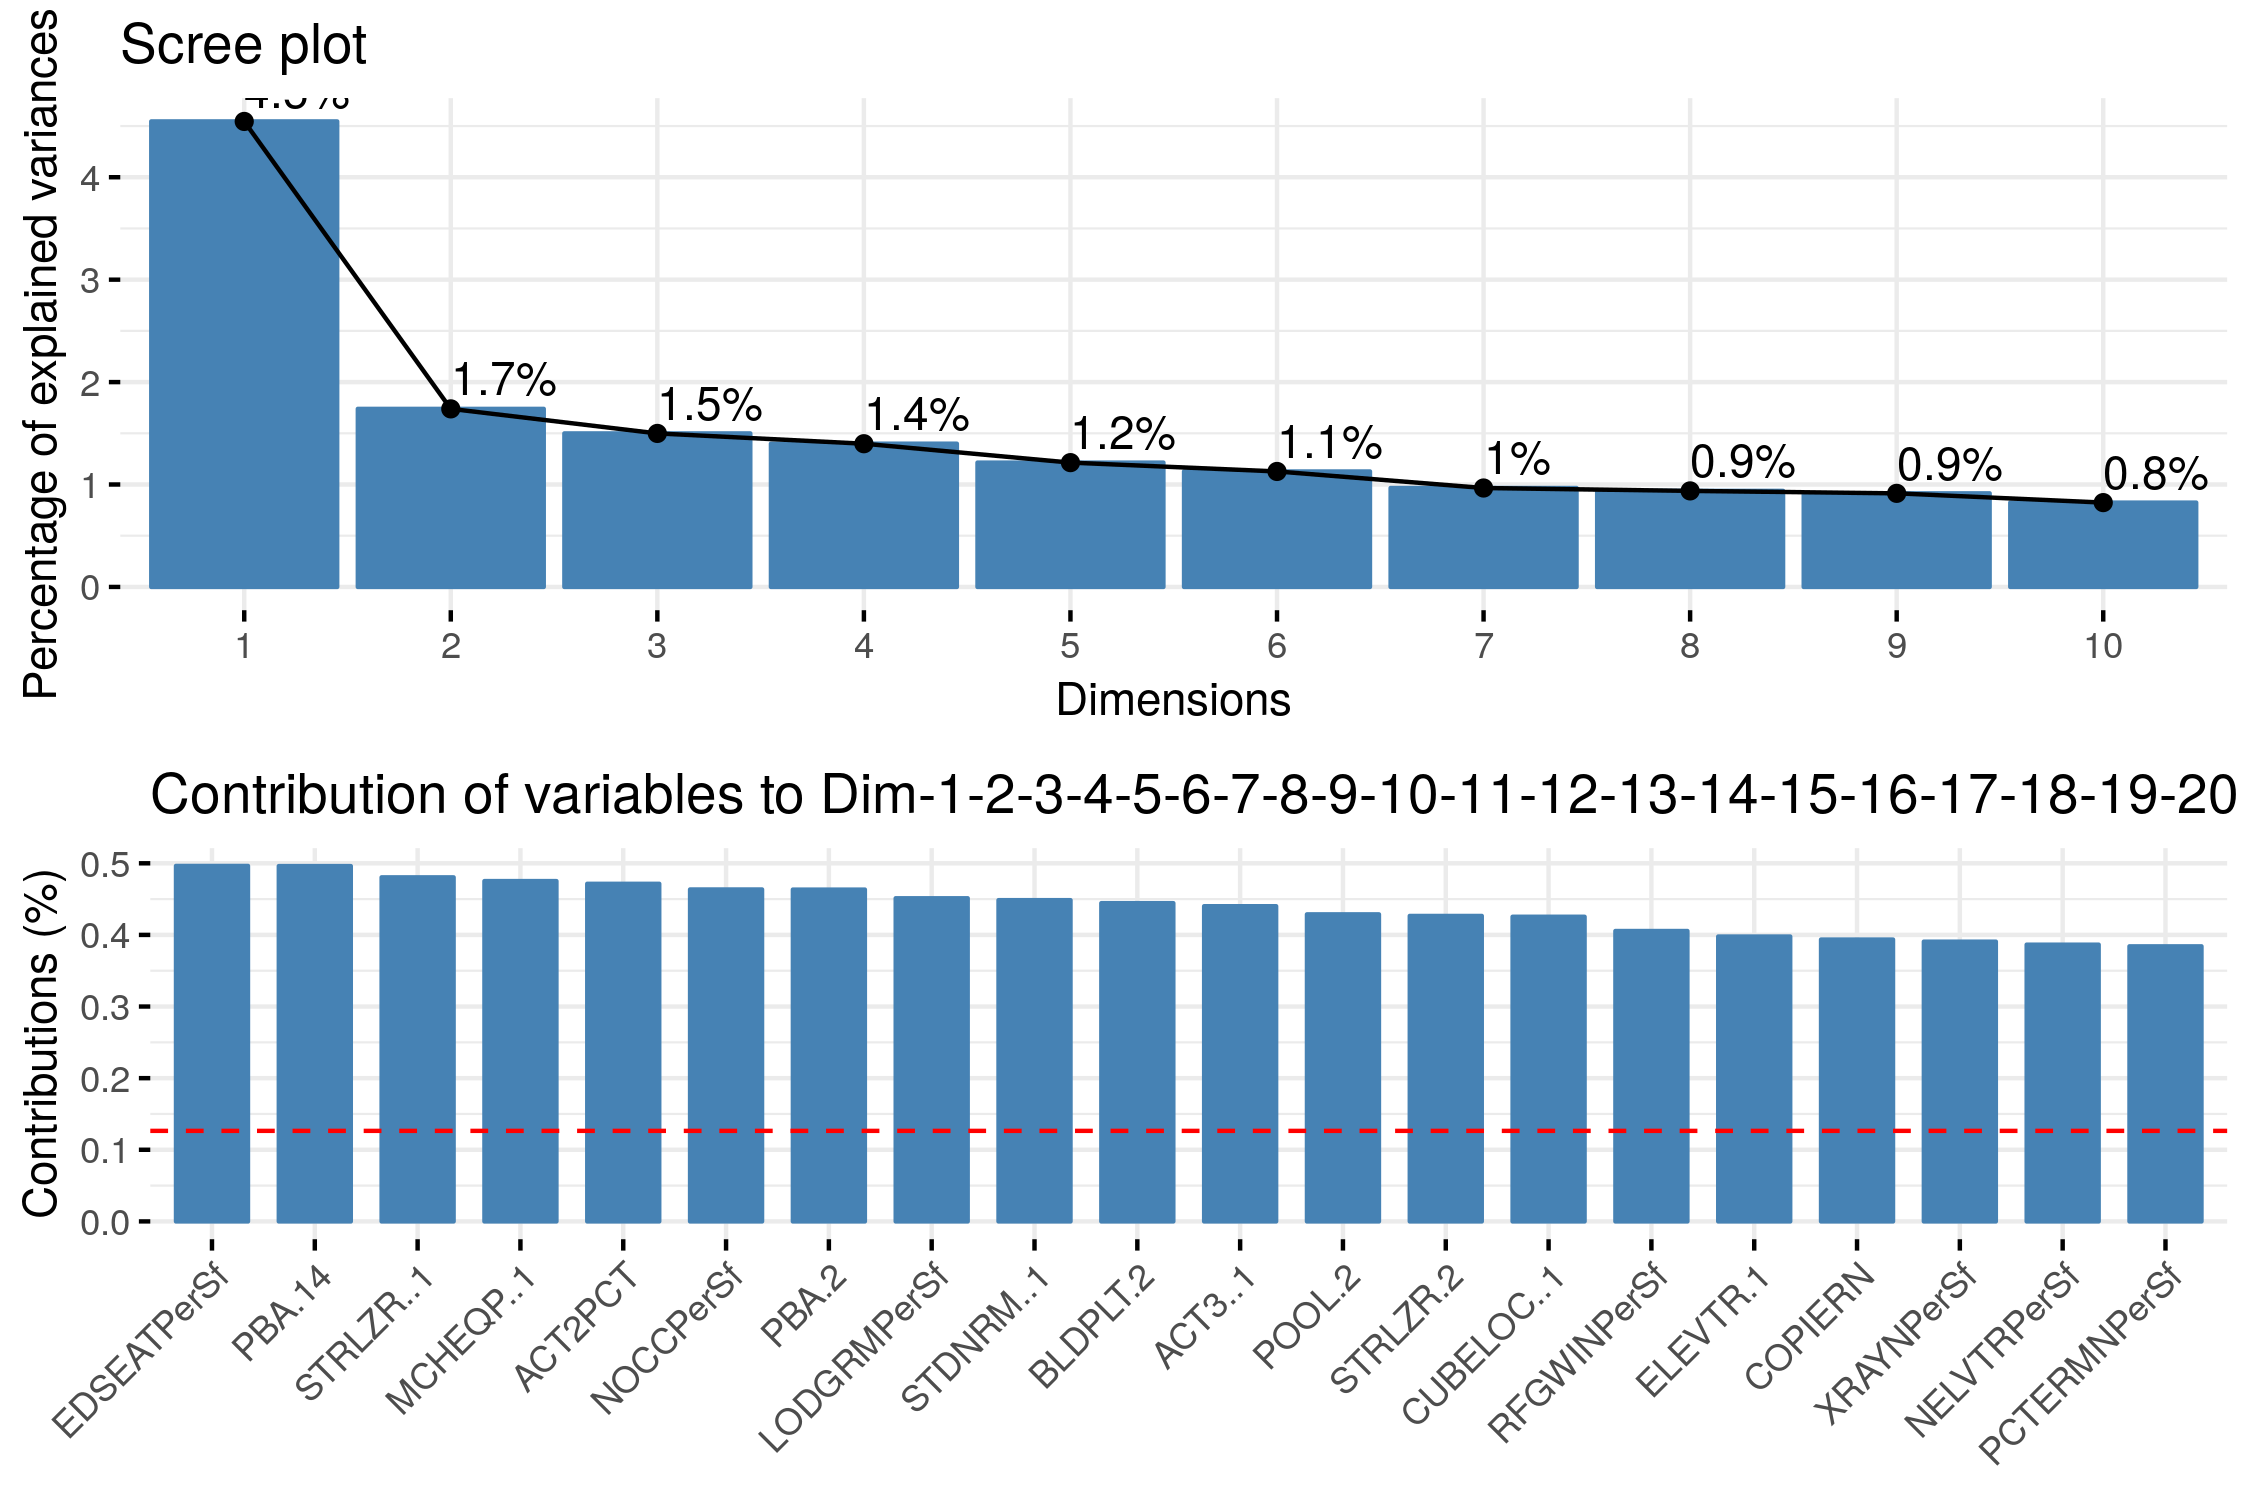 Scree plot
Percentage of explained variances
4
3
2
1
0
1.7%
1.5%
1.4%
1.2%
1.1%
1%
0.9%
0.9%
0.8%
1 2 3 4 5 6 7 8 9 10
Dimensions
Contribution of variables to Dim-1-2-3-4-5-6-7-8-9-10-11-12-13-14-15-16-17-18-19-20
Contributions (%)
0.5
0.4
0.3
0.2
0.1
0.0
EDSEATPerSf
PBA.14
STRLZR..1
MCHEQP..1
ACT2PCT
NOCCPerSf
PBA.2
LODGRMPerSf
STDNRM..1
BLDPLT.2
ACT3..1
POOL.2
STRLZR.2
CUBELOC..1
RFGWINPerSf
ELEVTR.1
COPIERN
XRAYNPerSf
NELVTRPerSf
PCTERMNPerSf